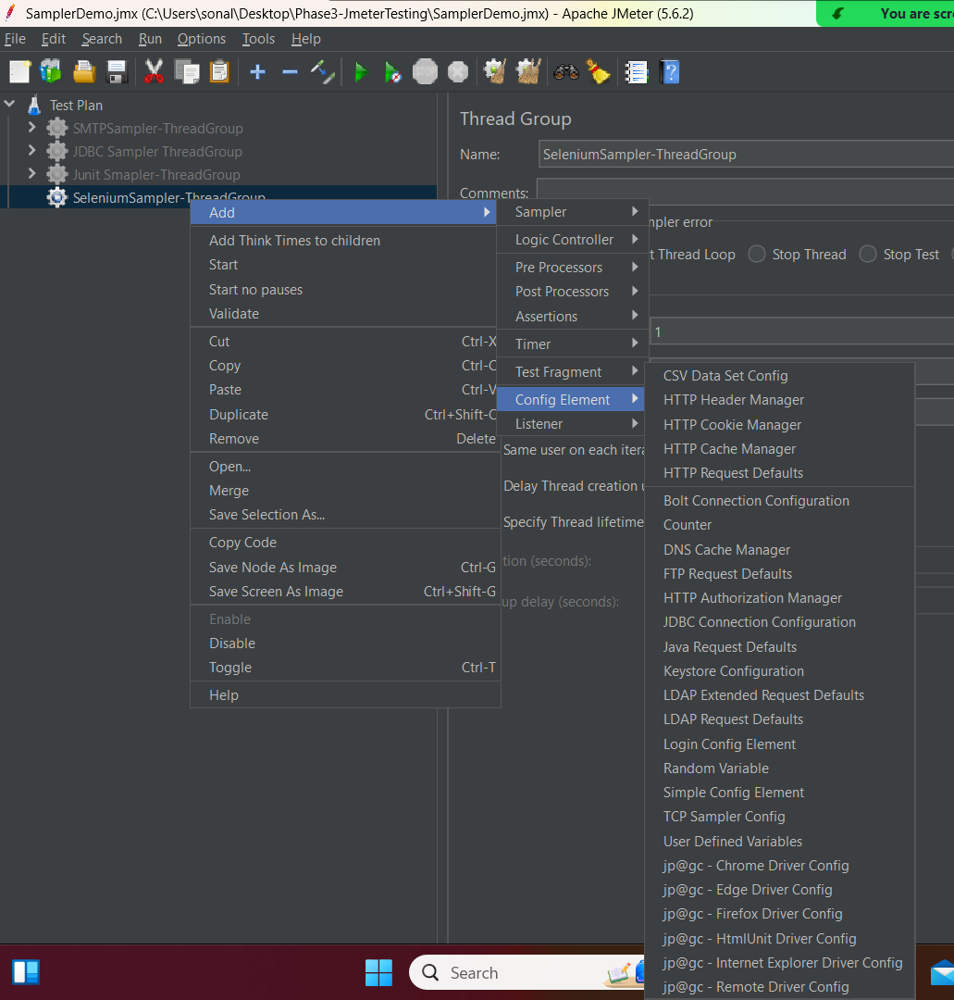 SamplerDemo.jmx (C:\Users\sonal\Desktop\Phase3-JmeterTesting\SamplerDemo.jmx) - Apache JMeter (5.6.2)
You are scre
File Edit Search Run Options Tools Help
STOP
Test Plan
SMTPSampler-ThreadGroup
JDBC Sampler ThreadGroup
Junit Smapler-ThreadGroup
SeleniumSampler-ThreadGroup
Thread Group
Name: SeleniumSampler-ThreadGroup
Comments:
mpler error
t Thread Loop Stop Thread Stop Test
1
Same user on each itera
Delay Thread creation u
Specify Thread lifetime
tion (seconds):
up delay (seconds):
Add
Add Think Times to children
Start
Start no pauses
Validate
Cut Ctrl-X
Copy Ctrl-C
Paste Ctrl-V
Duplicate Ctrl+Shift-C
Remove Delete
Open...
Merge
Save Selection As...
Copy Code
Save Node As Image Ctrl-G
Save Screen As Image Ctrl+Shift-G
Enable
Disable
Toggle Ctrl-T
Help
Sampler
Logic Controller
Pre Processors
Post Processors
Assertions
Timer
Test Fragment
Config Element
Listener
CSV Data Set Config
HTTP Header Manager
HTTP Cookie Manager
HTTP Cache Manager
HTTP Request Defaults
Bolt Connection Configuration
Counter
DNS Cache Manager
FTP Request Defaults
HTTP Authorization Manager
JDBC Connection Configuration
Java Request Defaults
Keystore Configuration
LDAP Extended Request Defaults
LDAP Request Defaults
Login Config Element
Random Variable
Simple Config Element
TCP Sampler Config
User Defined Variables
jp@gc - Chrome Driver Config
jp@gc - Edge Driver Config
jp@gc - Firefox Driver Config
jp@gc - HtmlUnit Driver Config
jp@gc - Internet Explorer Driver Config
jp@gc - Remote Driver Config
Search